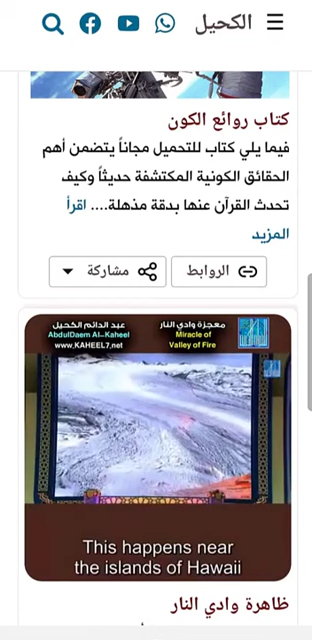 الكحيل
كتاب روائع الكون
فيما يلي كتاب للتحميل مجاناً يتضمن أهم
الحقائق الكونية المكتشفة حديثاً وكيف
تحدث القرآن عنها بدقة مذهلة.... اقرأ
المزيد
الروابط
مشاركة
معجزة وادي النار
عبد الدائم الكحيل
Miracle of
AbdulDaem Al-Kaheel
Valley of Fire
www.KAHEEL7.net
This happens near
the islands of Hawaii
ظاهرة وادي النار